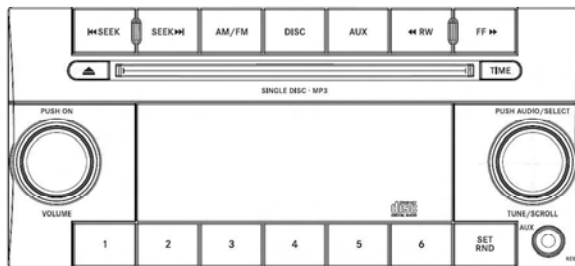 ⏮SEEK SEEK⏭ AM/FM DISC AUX ◀◀ RW FF ▶▶
TIME
SINGLE DISC · MP3
PUSH ON PUSH AUDIO/SELECT
disc
VOLUME TUNE/SCROLL
1 2 3 4 5 6 SET RND AUX